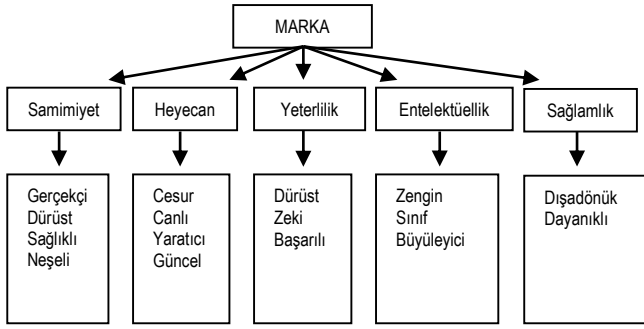 MARKA
Samimiyet
Heyecan
Yeterlilik
Entelektüellik
Sağlamlık
Gerçekçi
Dürüst
Sağlıklı
Neşeli
Cesur
Canlı
Yaratıcı
Güncel
Dürüst
Zeki
Başarılı
Zengin
Sınıf
Büyüleyici
Dışadönük
Dayanıklı